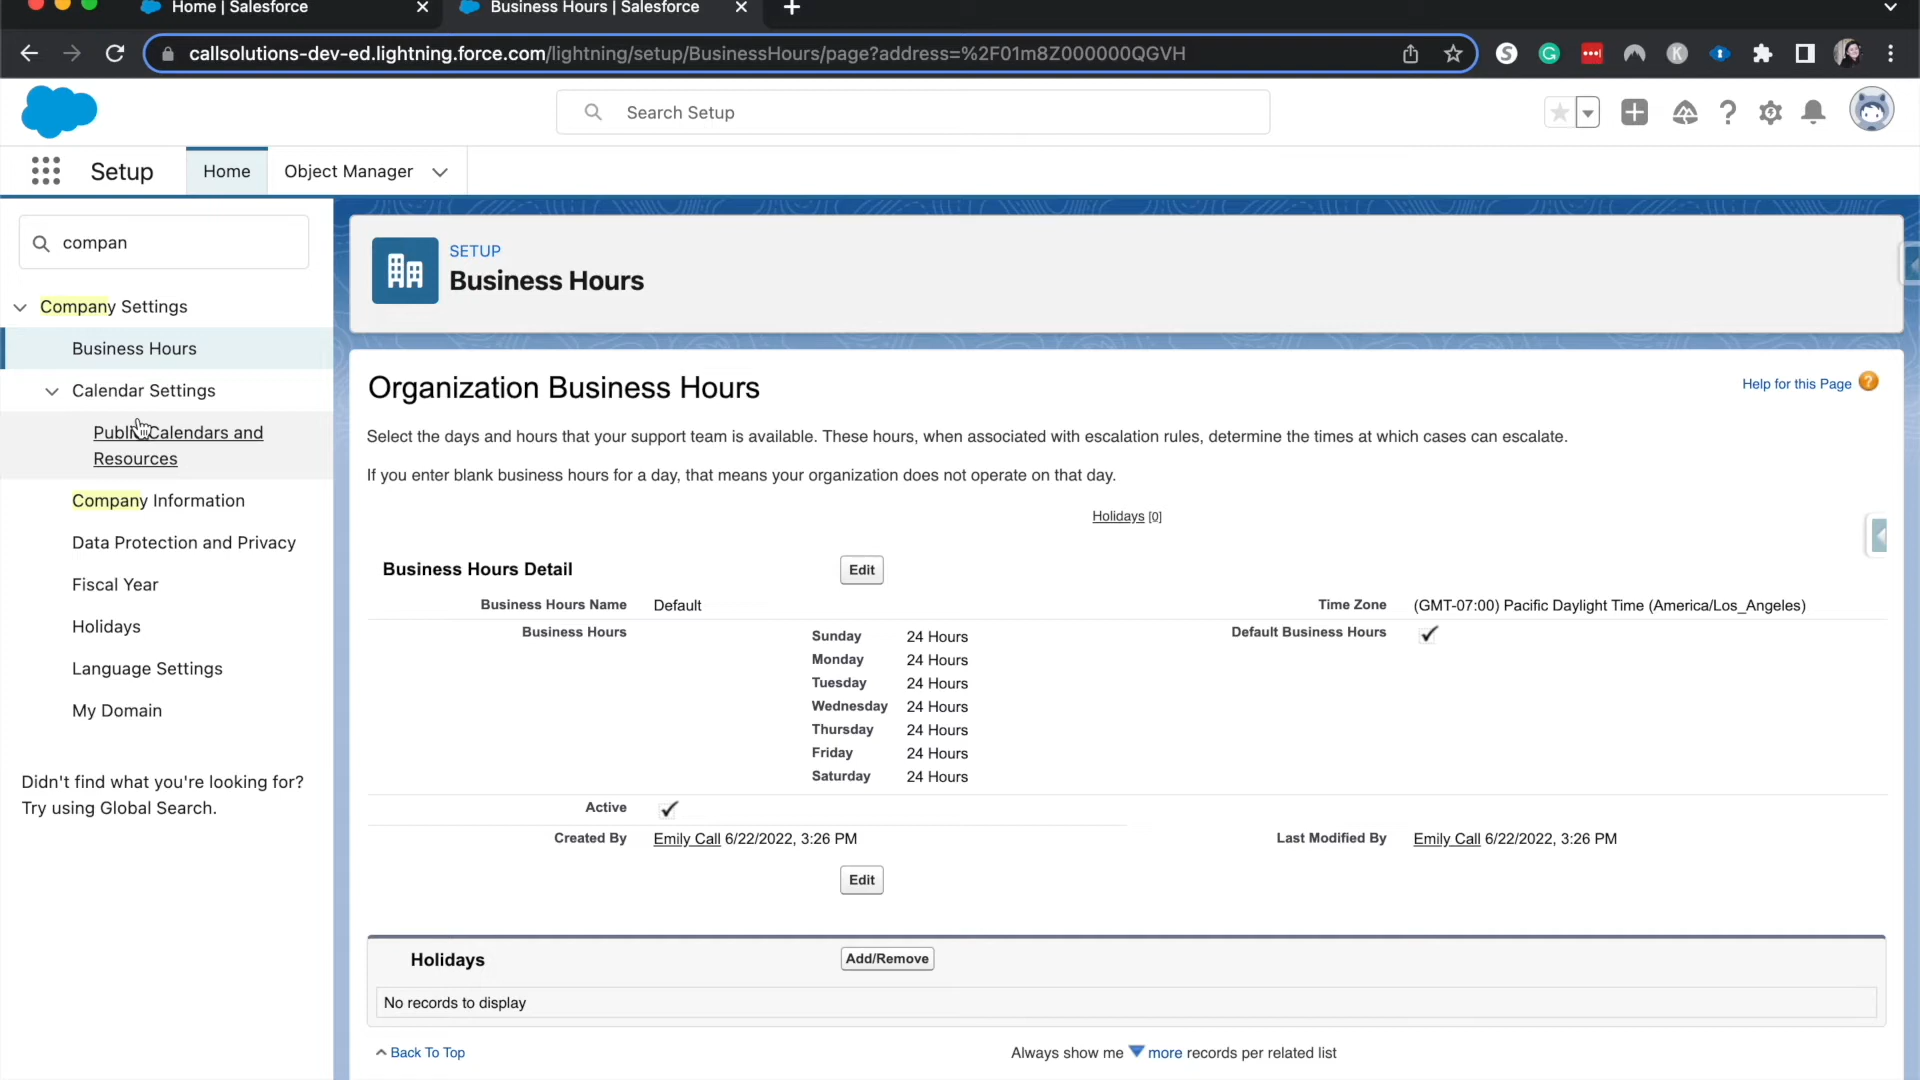 Home | Salesforce
Business Hours | Salesforce
callsolutions-dev-ed.lightning.force.com/lightning/setup/BusinessHours/page?address=%2F01m8Z000000QGVH
Search Setup
Setup
Home
Object Manager
compan
Company Settings
Business Hours
Calendar Settings
Public Calendars and
Resources
Company Information
Data Protection and Privacy
Fiscal Year
Holidays
Language Settings
My Domain
Didn't find what you're looking for?
Try using Global Search.
SETUP
Business Hours
Organization Business Hours
Help for this Page ?
Select the days and hours that your support team is available. These hours, when associated with escalation rules, determine the times at which cases can escalate.
If you enter blank business hours for a day, that means your organization does not operate on that day.
Holidays [0]
Business Hours Detail
Edit
Business Hours Name Default
Time Zone (GMT-07:00) Pacific Daylight Time (America/Los_Angeles)
Business Hours
Sunday 24 Hours
Monday 24 Hours
Tuesday 24 Hours
Wednesday 24 Hours
Thursday 24 Hours
Friday 24 Hours
Saturday 24 Hours
Default Business Hours
Active
Created By Emily Call 6/22/2022, 3:26 PM
Last Modified By Emily Call 6/22/2022, 3:26 PM
Edit
Holidays
Add/Remove
No records to display
Back To Top
Always show me more records per related list